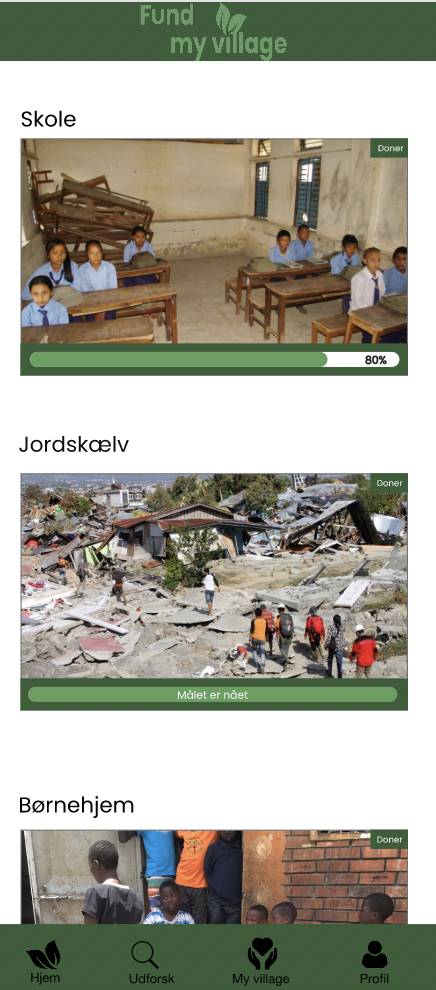 Fund
my village
Skole
Doner
80%
Jordskælv
Doner
Målet er nået
Børnehjem
Doner
Hjem
Udforsk
My village
Profil